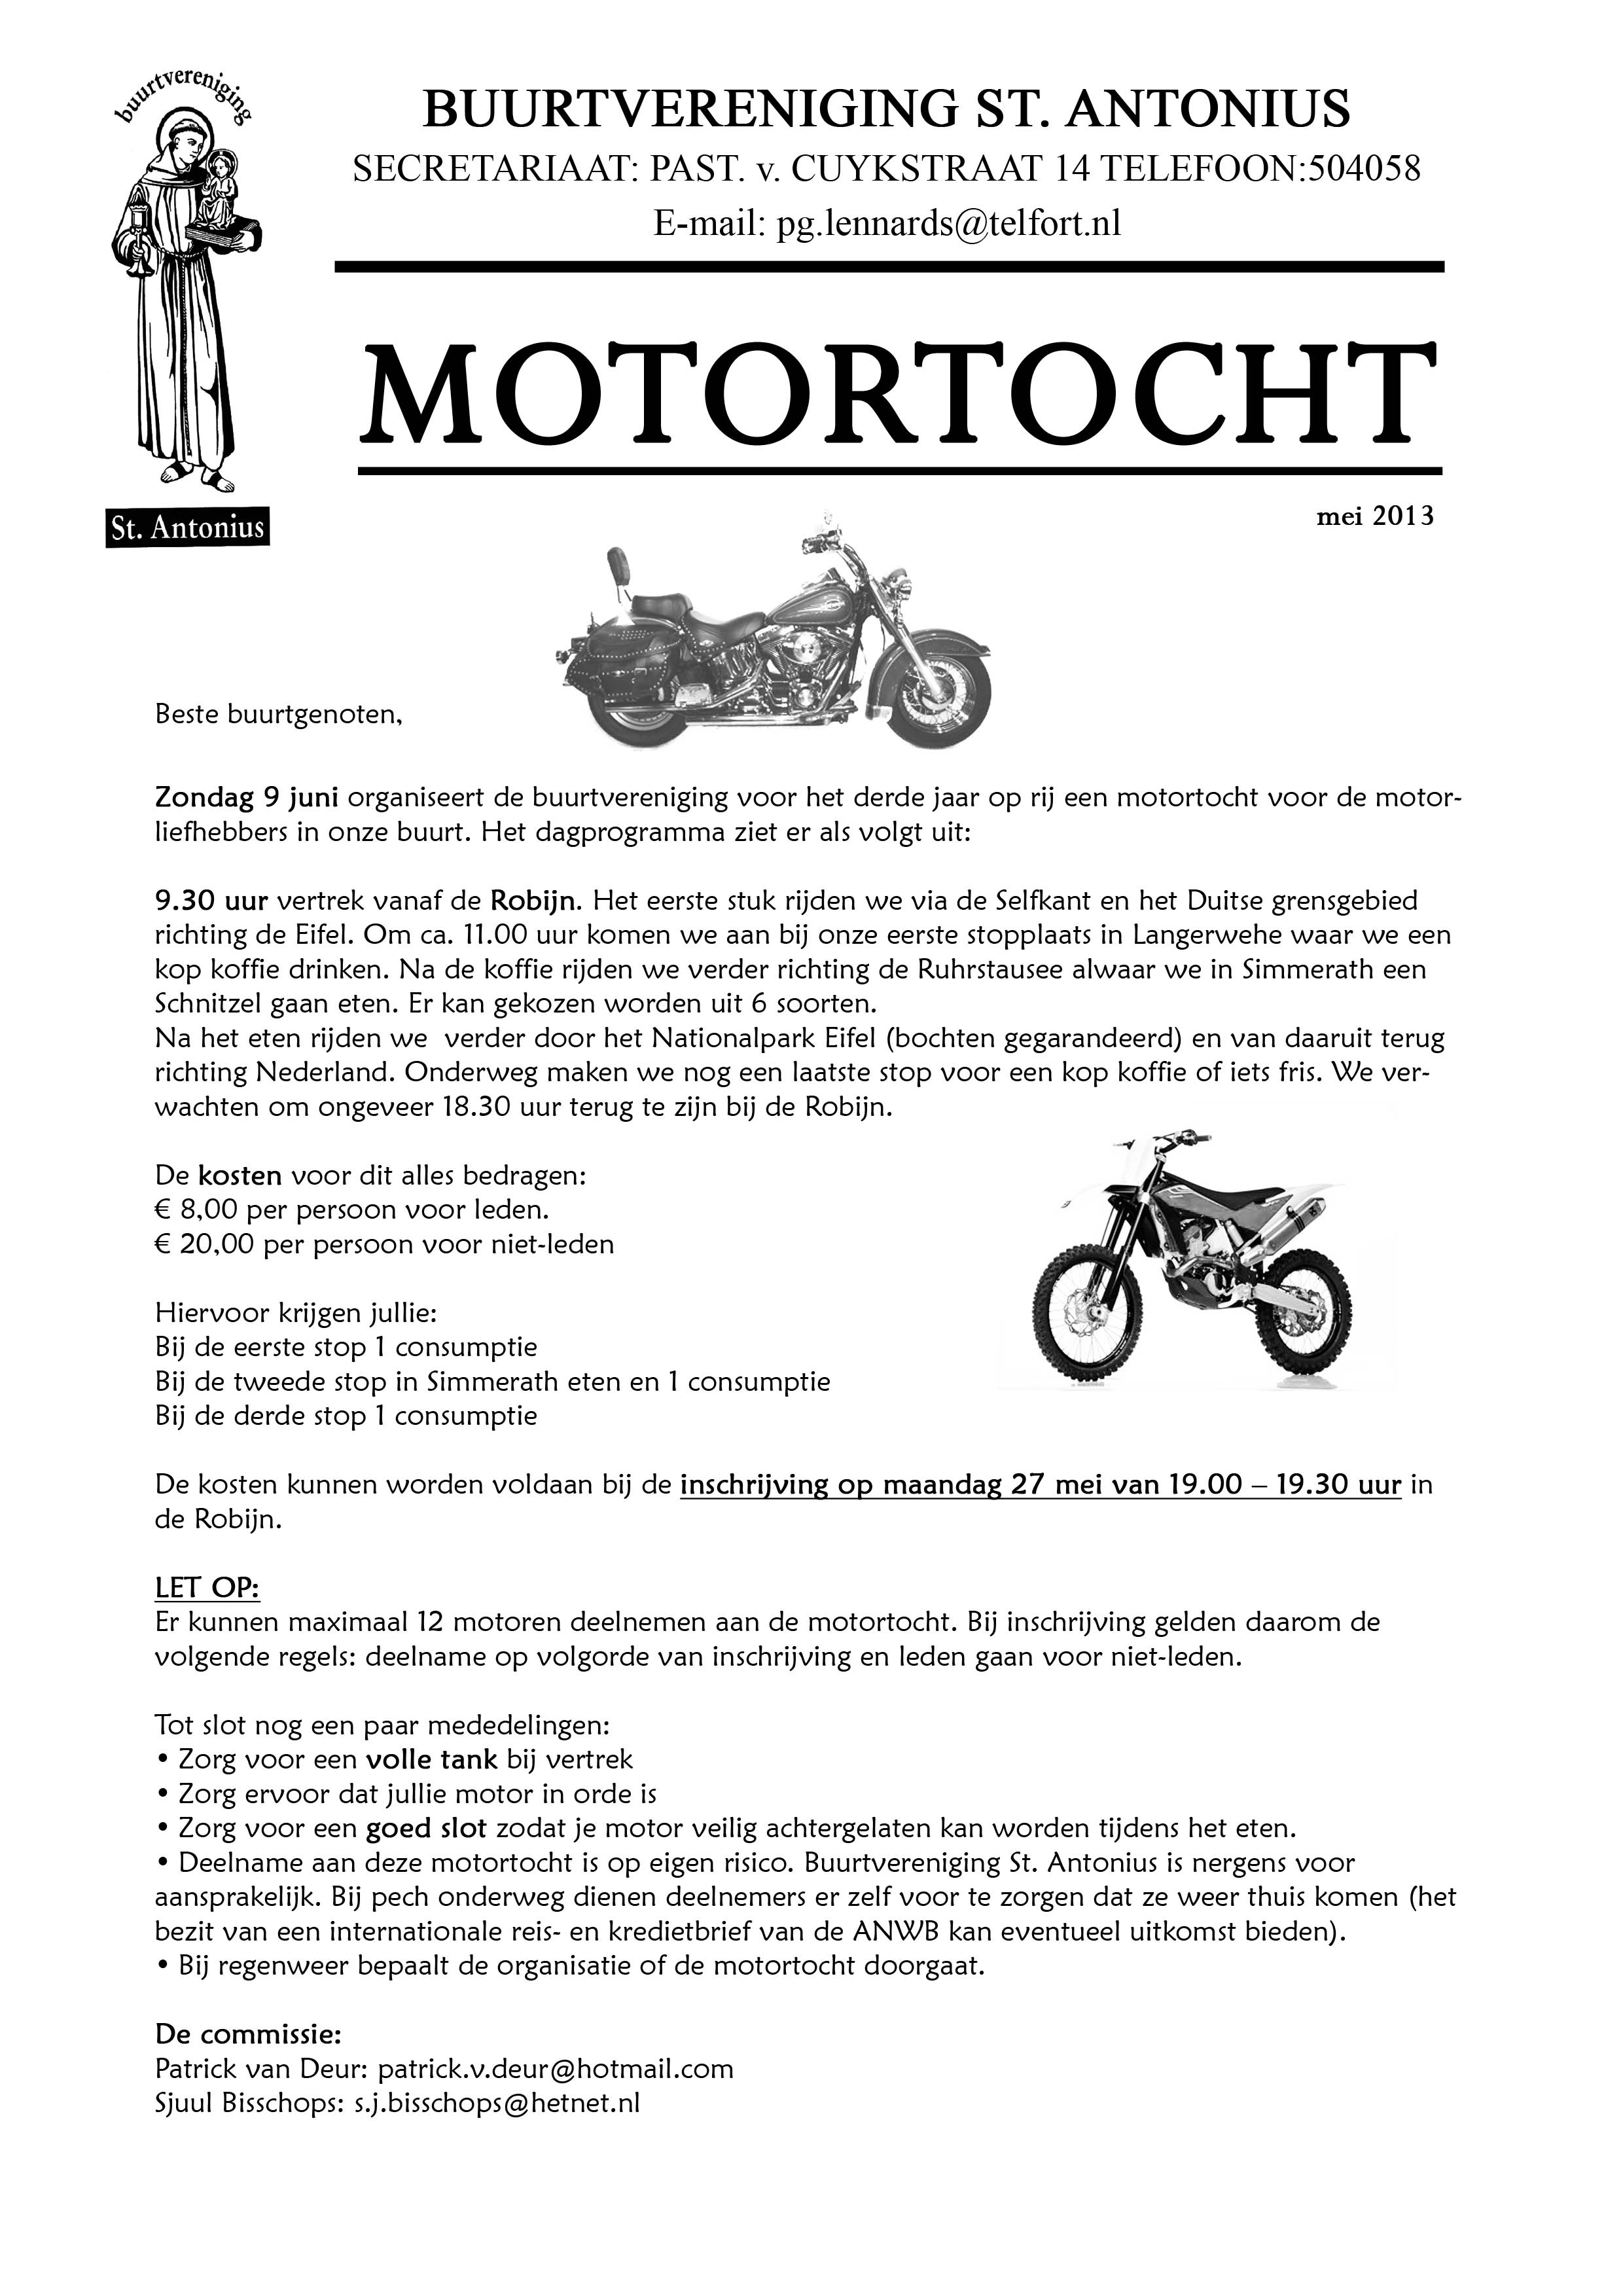 buurtvereniging
St. Antonius
BUURTVERENIGING ST. ANTONIUS
SECRETARIAAT: PAST. v. CUYKSTRAAT 14 TELEFOON:504058
E-mail: pg.lennards@telfort.nl
MOTORTOCHT
mei 2013
Beste buurtgenoten,
Zondag 9 juni organiseert de buurtvereniging voor het derde jaar op rij een motortocht voor de motor-
liefhebbers in onze buurt. Het dagprogramma ziet er als volgt uit:
9.30 uur vertrek vanaf de Robijn. Het eerste stuk rijden we via de Selfkant en het Duitse grensgebied
richting de Eifel. Om ca. 11.00 uur komen we aan bij onze eerste stopplaats in Langerwehe waar we een
kop koffie drinken. Na de koffie rijden we verder richting de Ruhrstausee alwaar we in Simmerath een
Schnitzel gaan eten. Er kan gekozen worden uit 6 soorten.
Na het eten rijden we  verder door het Nationalpark Eifel (bochten gegarandeerd) en van daaruit terug
richting Nederland. Onderweg maken we nog een laatste stop voor een kop koffie of iets fris. We ver-
wachten om ongeveer 18.30 uur terug te zijn bij de Robijn.
De kosten voor dit alles bedragen:
€ 8,00 per persoon voor leden.
€ 20,00 per persoon voor niet-leden
Hiervoor krijgen jullie:
Bij de eerste stop 1 consumptie
Bij de tweede stop in Simmerath eten en 1 consumptie
Bij de derde stop 1 consumptie
De kosten kunnen worden voldaan bij de inschrijving op maandag 27 mei van 19.00 – 19.30 uur in
de Robijn.
LET OP:
Er kunnen maximaal 12 motoren deelnemen aan de motortocht. Bij inschrijving gelden daarom de
volgende regels: deelname op volgorde van inschrijving en leden gaan voor niet-leden.
Tot slot nog een paar mededelingen:
• Zorg voor een volle tank bij vertrek
• Zorg ervoor dat jullie motor in orde is
• Zorg voor een goed slot zodat je motor veilig achtergelaten kan worden tijdens het eten.
• Deelname aan deze motortocht is op eigen risico. Buurtvereniging St. Antonius is nergens voor
aansprakelijk. Bij pech onderweg dienen deelnemers er zelf voor te zorgen dat ze weer thuis komen (het
bezit van een internationale reis- en kredietbrief van de ANWB kan eventueel uitkomst bieden).
• Bij regenweer bepaalt de organisatie of de motortocht doorgaat.
De commissie:
Patrick van Deur: patrick.v.deur@hotmail.com
Sjuul Bisschops: s.j.bisschops@hetnet.nl